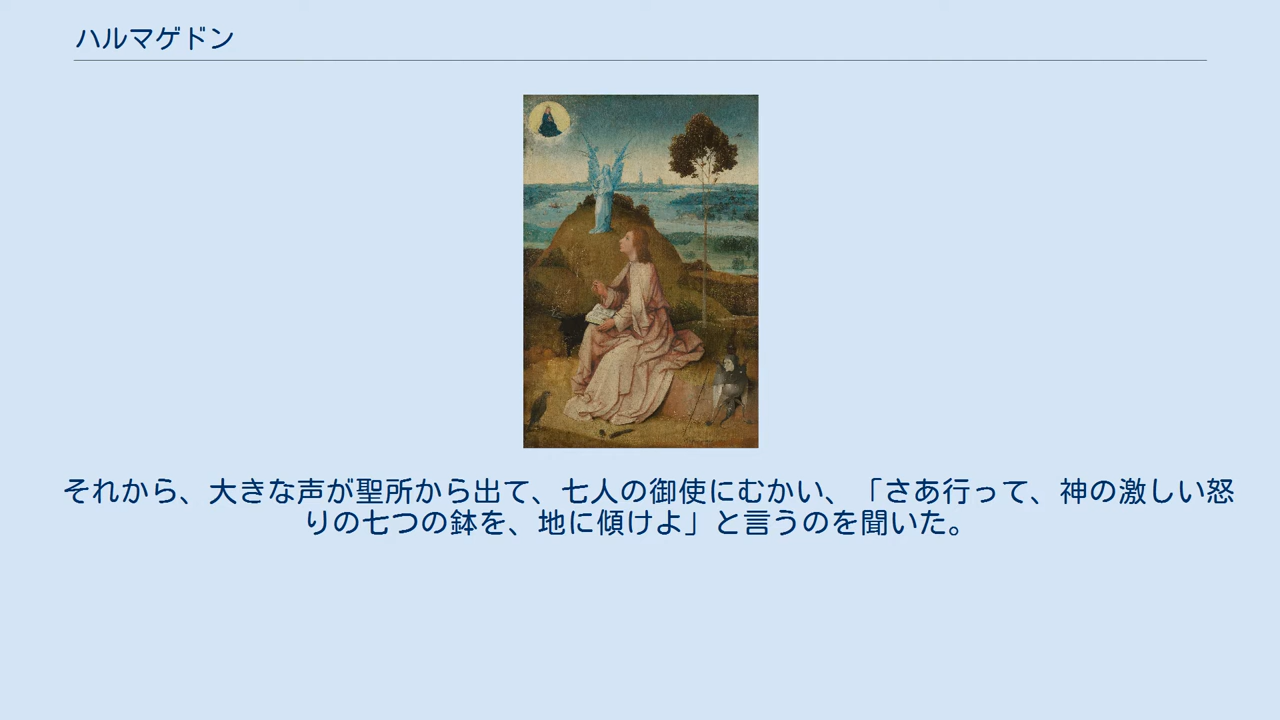 ハルマゲドン
それから、大きな声が聖所から出て、七人の御使にむかい、「さあ行って、神の激しい怒
りの七つの鉢を、地に傾けよ」と言うのを聞いた。